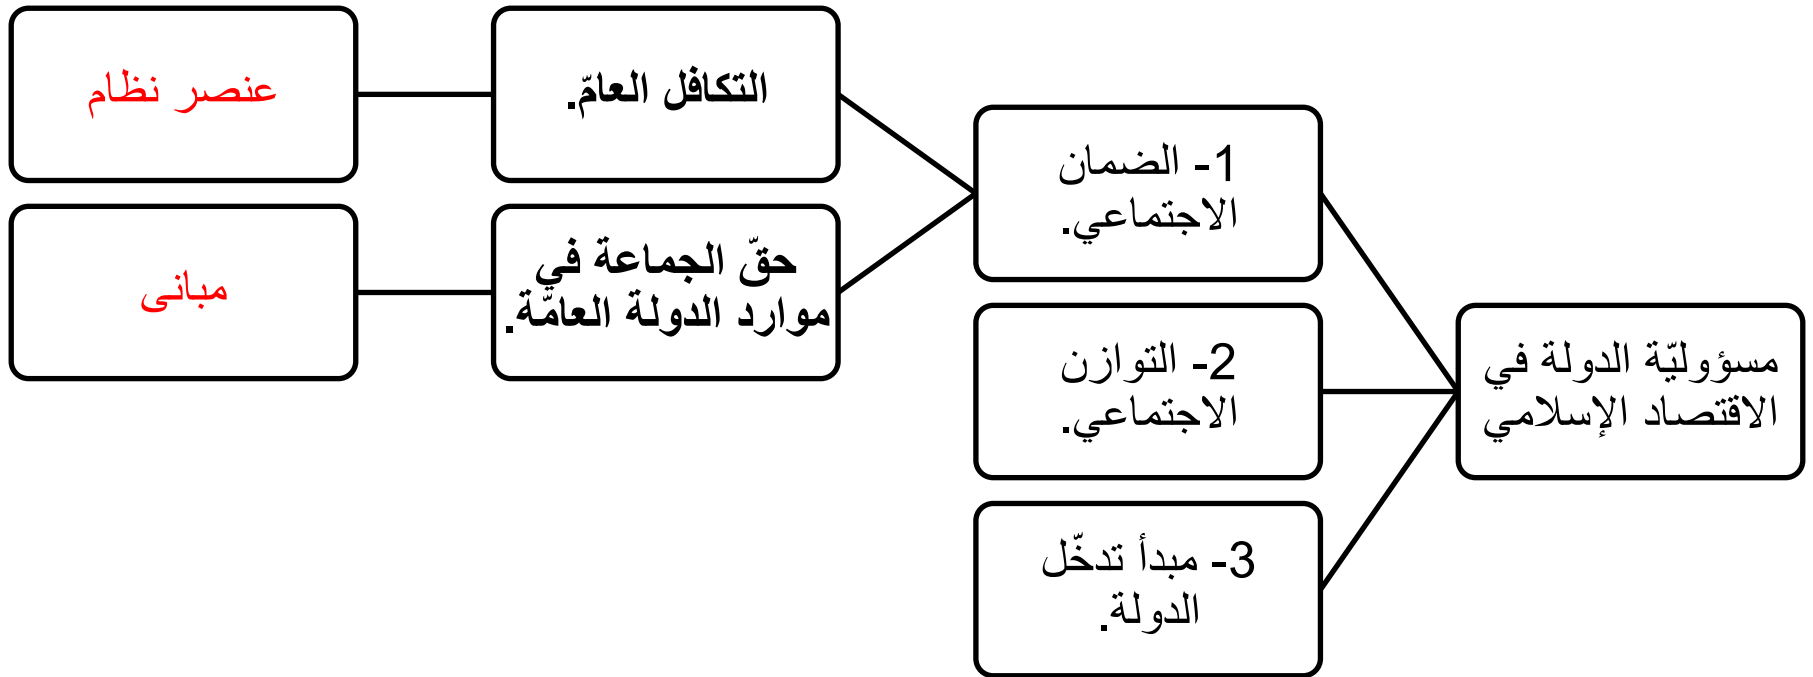 مسؤوليّة الدولة في
الاقتصاد الإسلامي
1- الضمان
الاجتماعي.
التكافل العامّ.
عنصر نظام
حقّ الجماعة في
موارد الدولة العامّة.
مبانی
2- التوازن
الاجتماعي.
3- مبدأ تدخّل
الدولة.